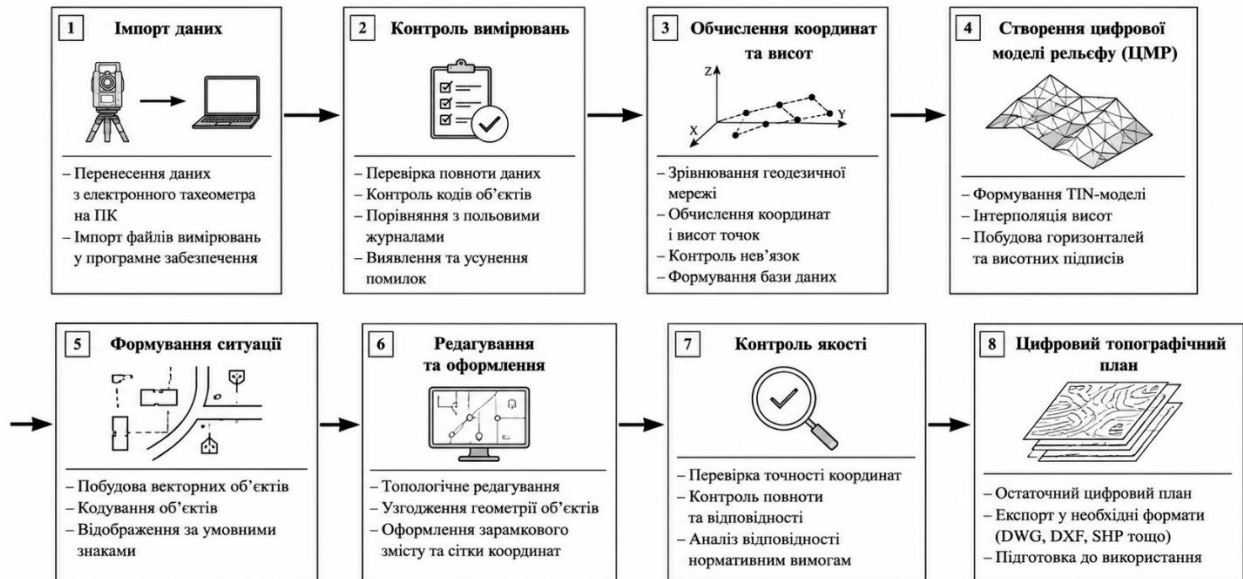 1 Імпорт даних
– Перенесення даних
з електронного тахеометра
на ПК
– Імпорт файлів вимірювань
у програмне забезпечення
2 Контроль вимірювань
– Перевірка повноти даних
– Контроль кодів об’єктів
– Порівняння з польовими
журналами
– Виявлення та усунення
помилок
3 Обчислення координат
та висот
Z
X
Y
– Зрівнювання геодезичної
мережі
– Обчислення координат
і висот точок
– Контроль нев’язок
– Формування бази даних
4 Створення цифрової
моделі рельєфу (ЦМР)
– Формування TIN-моделі
– Інтерполяція висот
– Побудова горизонталей
та висотних підписів
5 Формування ситуації
– Побудова векторних об’єктів
– Кодування об’єктів
– Відображення за умовними
знаками
6 Редагування
та оформлення
– Топологічне редагування
– Узгодження геометрії об’єктів
– Оформлення зарамкового
змісту та сітки координат
7 Контроль якості
– Перевірка точності координат
– Контроль повноти
та відповідності
– Аналіз відповідності
нормативним вимогам
8 Цифровий топографічний
план
– Остаточний цифровий план
– Експорт у необхідні формати
(DWG, DXF, SHP тощо)
– Підготовка до використання